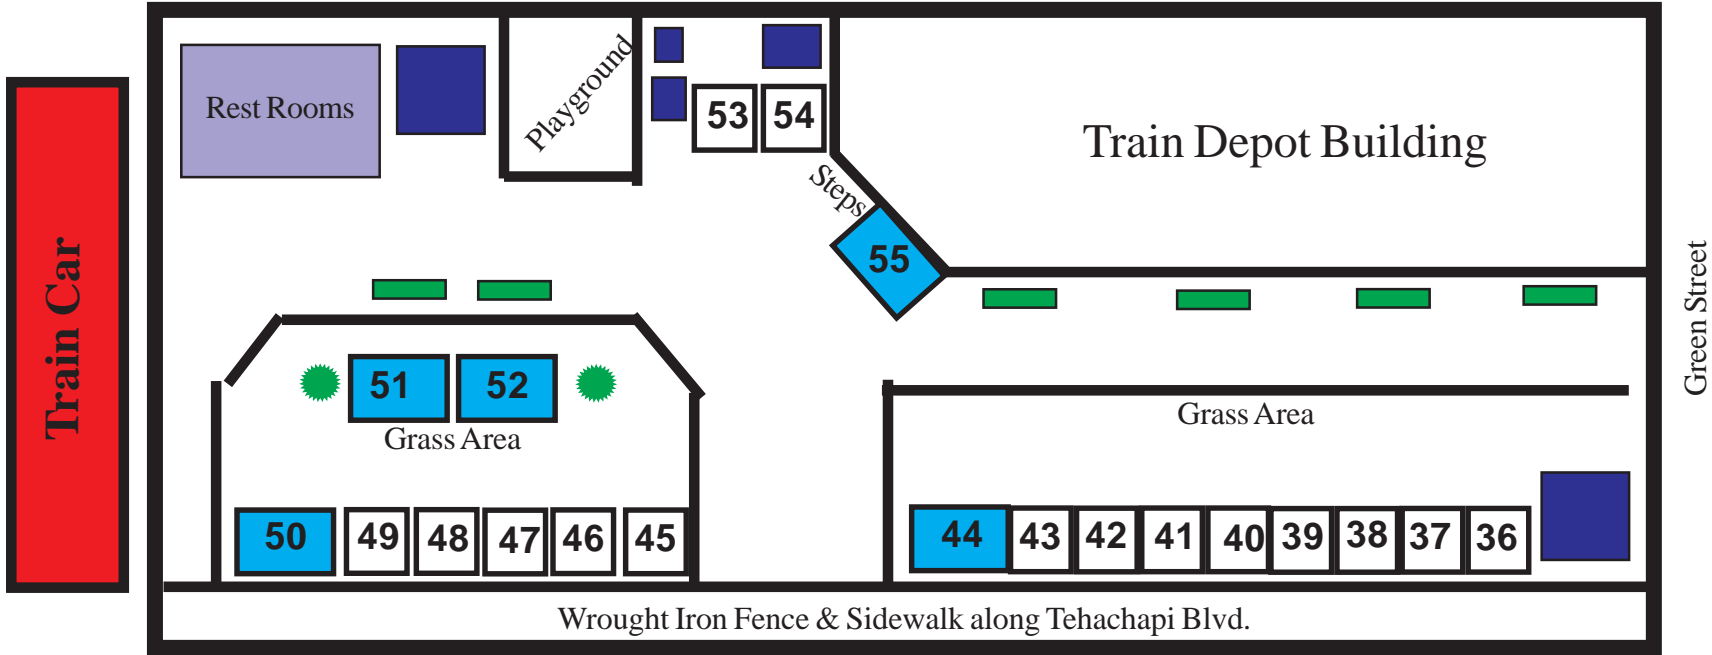 Rest Rooms
Playground
53
54
Train Depot Building
Steps
55
Train Car
Green Street
51
52
Grass Area
Grass Area
50
49
48
47
46
45
44
43
42
41
40
39
38
37
36
Wrought Iron Fence & Sidewalk along Tehachapi Blvd.